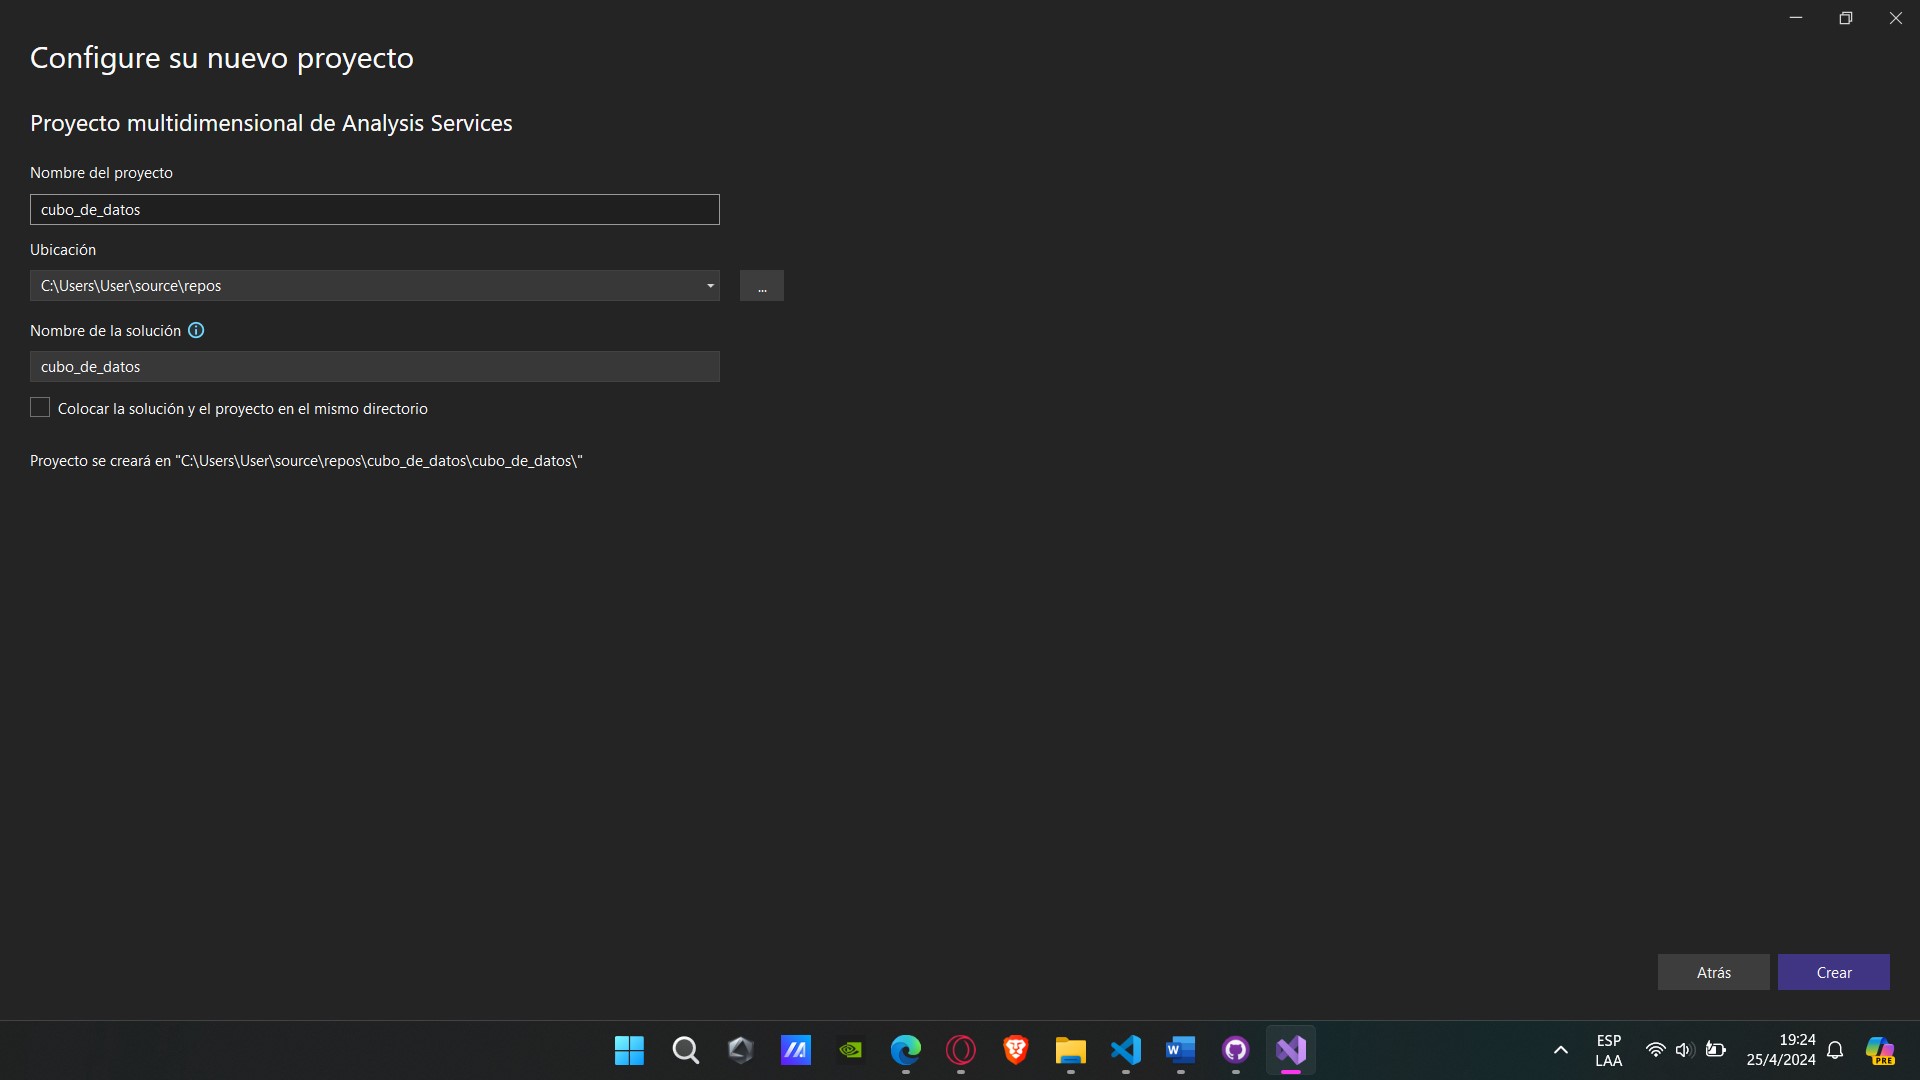 Configure su nuevo proyecto
Proyecto multidimensional de Analysis Services
Nombre del proyecto
cubo_de_datos
Ubicación
C:\Users\User\source\repos
...
Nombre de la solución
cubo_de_datos
Colocar la solución y el proyecto en el mismo directorio
Proyecto se creará en "C:\Users\User\source\repos\cubo_de_datos\cubo_de_datos\"
Atrás
Crear
W
ESP
LAA
19:24
25/4/2024
PRE